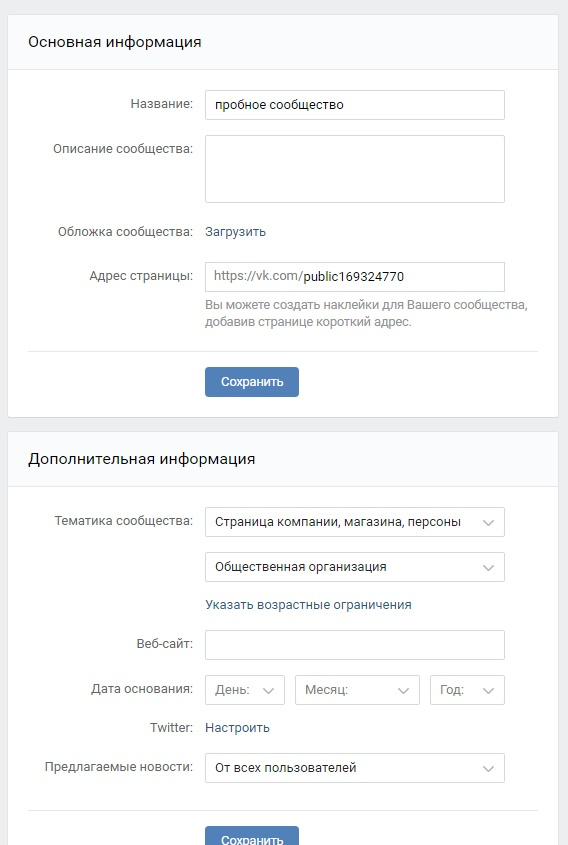 Основная информация
Название: пробное сообщество
Описание сообщества:
Обложка сообщества: Загрузить
Адрес страницы: https://vk.com/public169324770
Вы можете создать наклейки для Вашего сообщества,
добавив странице короткий адрес.
Сохранить
Дополнительная информация
Тематика сообщества: Страница компании, магазина, персоны
Общественная организация
Указать возрастные ограничения
Веб-сайт:
Дата основания: День: Месяц: Год:
Twitter: Настроить
Предлагаемые новости: От всех пользователей
Сохранить